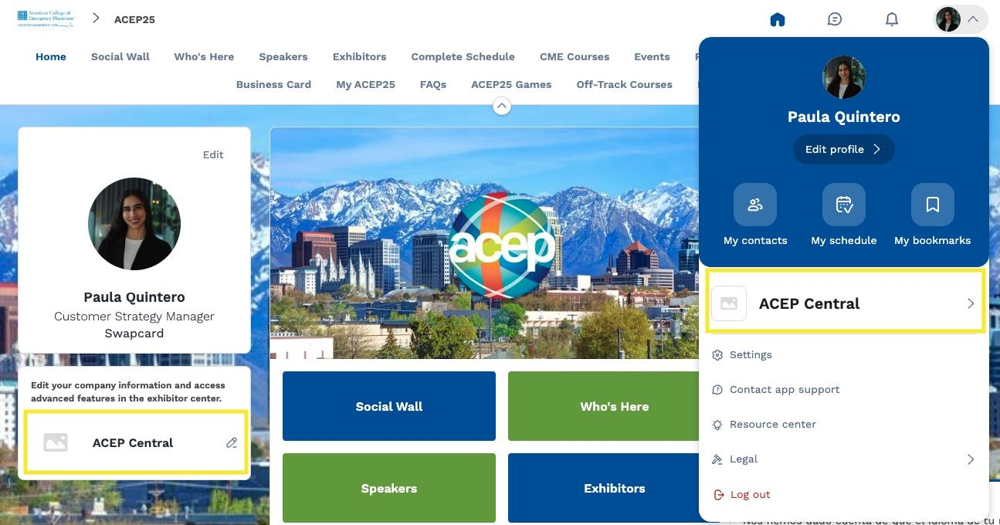 American College of
Emergency Physicians®
ADVANCING EMERGENCY CARE
ACEP25
Home
Social Wall
Who's Here
Speakers
Exhibitors
Complete Schedule
CME Courses
Events
Business Card
My ACEP25
FAQs
ACEP25 Games
Off-Track Courses
Edit
Paula Quintero
Customer Strategy Manager
Swapcard
Edit your company information and access
advanced features in the exhibitor center.
ACEP Central
acep
Social Wall
Who's Here
Speakers
Exhibitors
Paula Quintero
Edit profile
My contacts
My schedule
My bookmarks
ACEP Central
Settings
Contact app support
Resource center
Legal
Log out
Nos hemos dado cuenta de que el idioma de tu